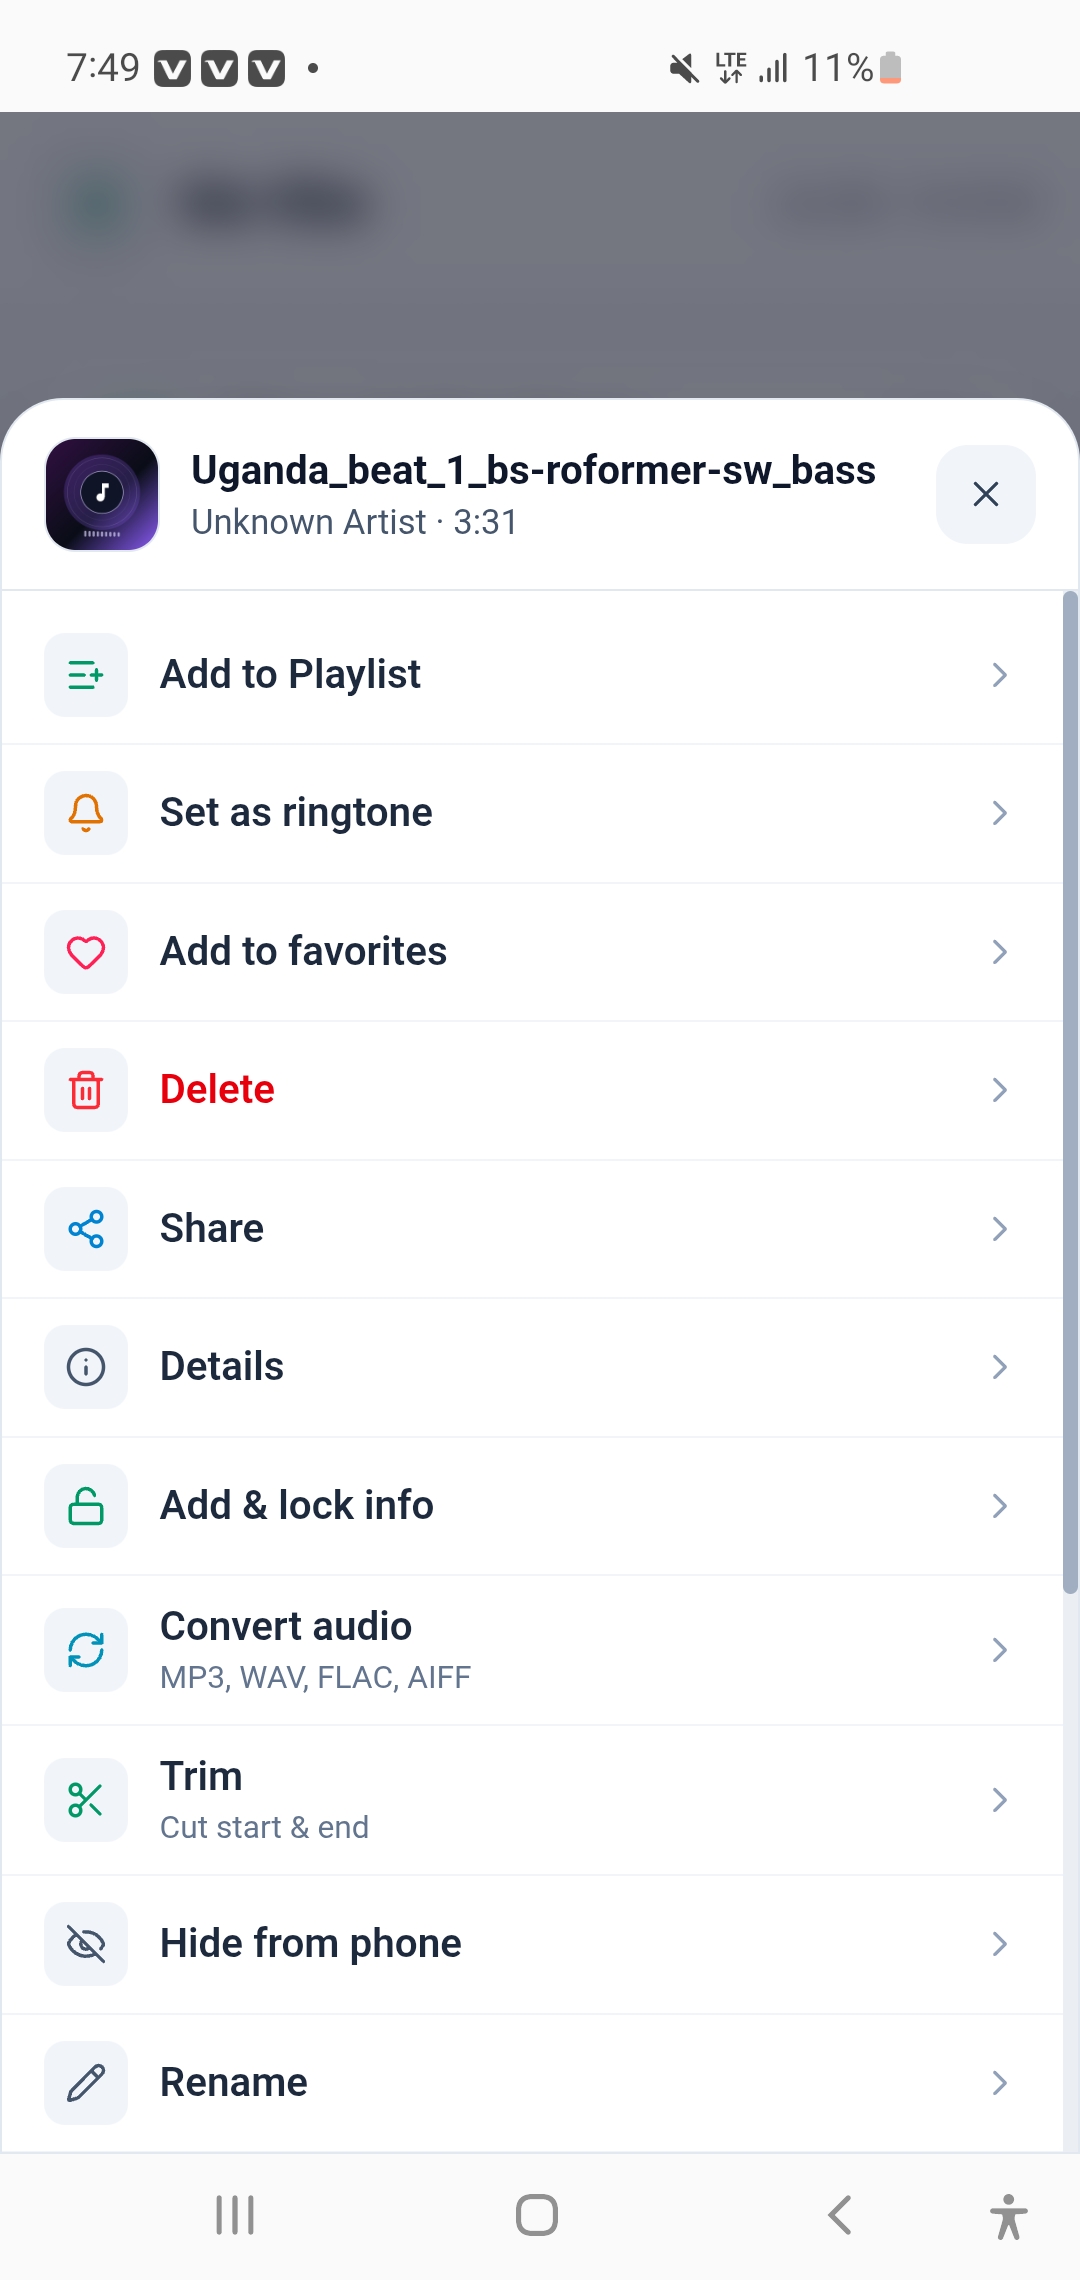 7:49 LTE 11%
Uganda_beat_1_bs-roformer-sw_bass
Unknown Artist · 3:31
Add to Playlist
Set as ringtone
Add to favorites
Delete
Share
Details
Add & lock info
Convert audio
MP3, WAV, FLAC, AIFF
Trim
Cut start & end
Hide from phone
Rename